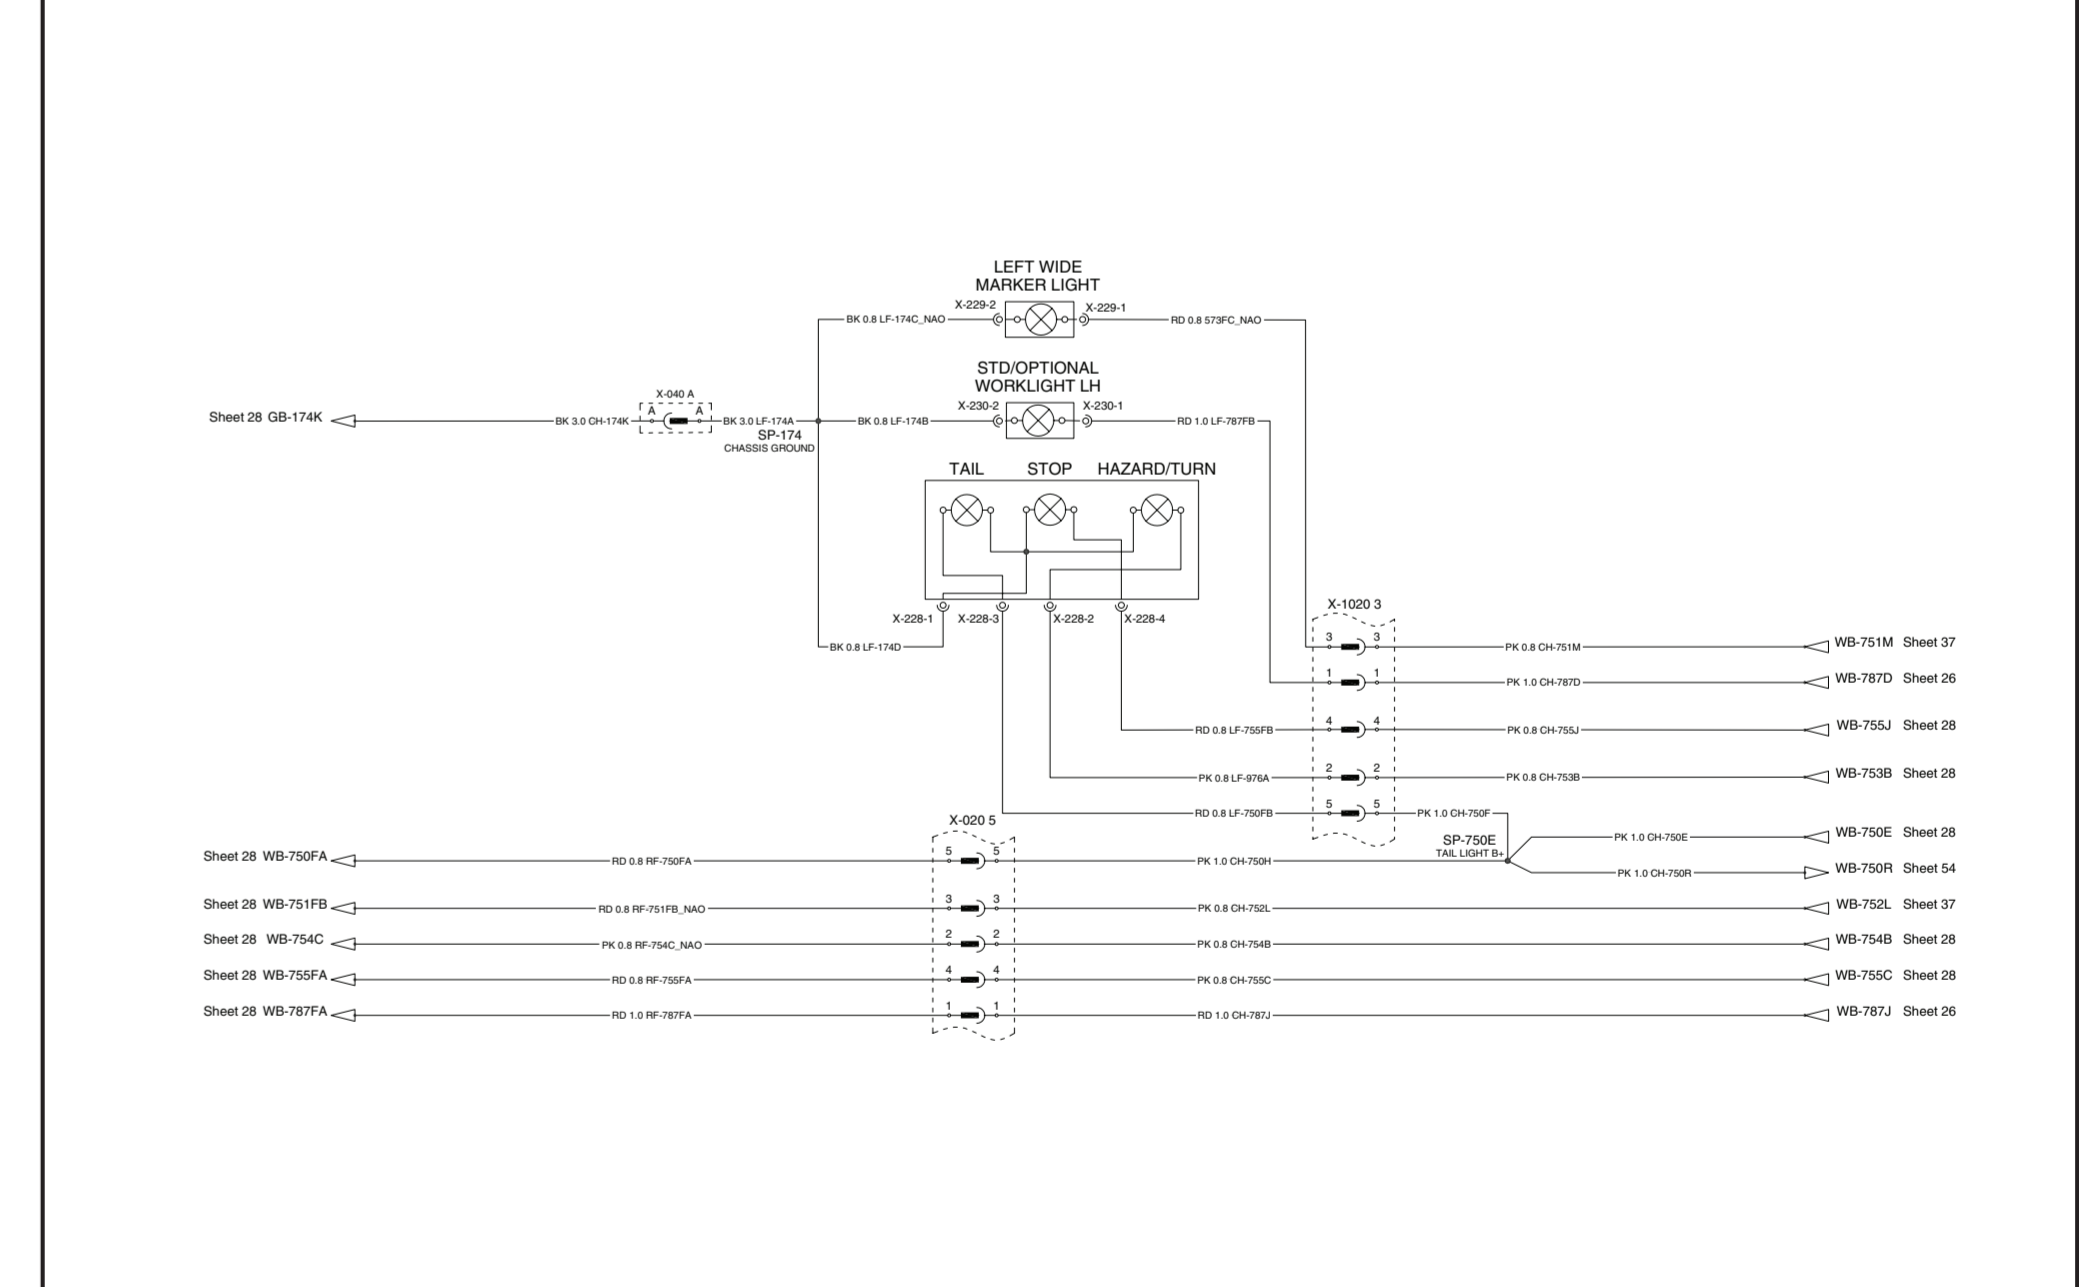 LEFT WIDE
MARKER LIGHT
X-229-2
X-229-1
BK 0.8 LF-174C_NAO
RD 0.8 573FC_NAO
STD/OPTIONAL
WORKLIGHT LH
X-040 A
X-230-2
X-230-1
Sheet 28 GB-174K
BK 3.0 CH-174K
A
A
BK 3.0 LF-174A
BK 0.8 LF-174B
RD 1.0 LF-787FB
SP-174
CHASSIS GROUND
TAIL
STOP
HAZARD/TURN
X-1020 3
X-228-1
X-228-3
X-228-2
X-228-4
BK 0.8 LF-174D
3
3
PK 0.8 CH-751M
WB-751M Sheet 37
1
1
PK 1.0 CH-787D
WB-787D Sheet 26
RD 0.8 LF-755FB
4
4
PK 0.8 CH-755J
WB-755J Sheet 28
PK 0.8 LF-976A
2
2
PK 0.8 CH-753B
WB-753B Sheet 28
RD 0.8 LF-750FB
5
5
PK 1.0 CH-750F
X-020 5
SP-750E
TAIL LIGHT B+
PK 1.0 CH-750E
WB-750E Sheet 28
Sheet 28 WB-750FA
RD 0.8 RF-750FA
5
5
PK 1.0 CH-750H
PK 1.0 CH-750R
WB-750R Sheet 54
Sheet 28 WB-751FB
RD 0.8 RF-751FB_NAO
3
3
PK 0.8 CH-752L
WB-752L Sheet 37
Sheet 28 WB-754C
PK 0.8 RF-754C_NAO
2
2
PK 0.8 CH-754B
WB-754B Sheet 28
Sheet 28 WB-755FA
RD 0.8 RF-755FA
4
4
PK 0.8 CH-755C
WB-755C Sheet 28
Sheet 28 WB-787FA
RD 1.0 RF-787FA
1
1
RD 1.0 CH-787J
WB-787J Sheet 26